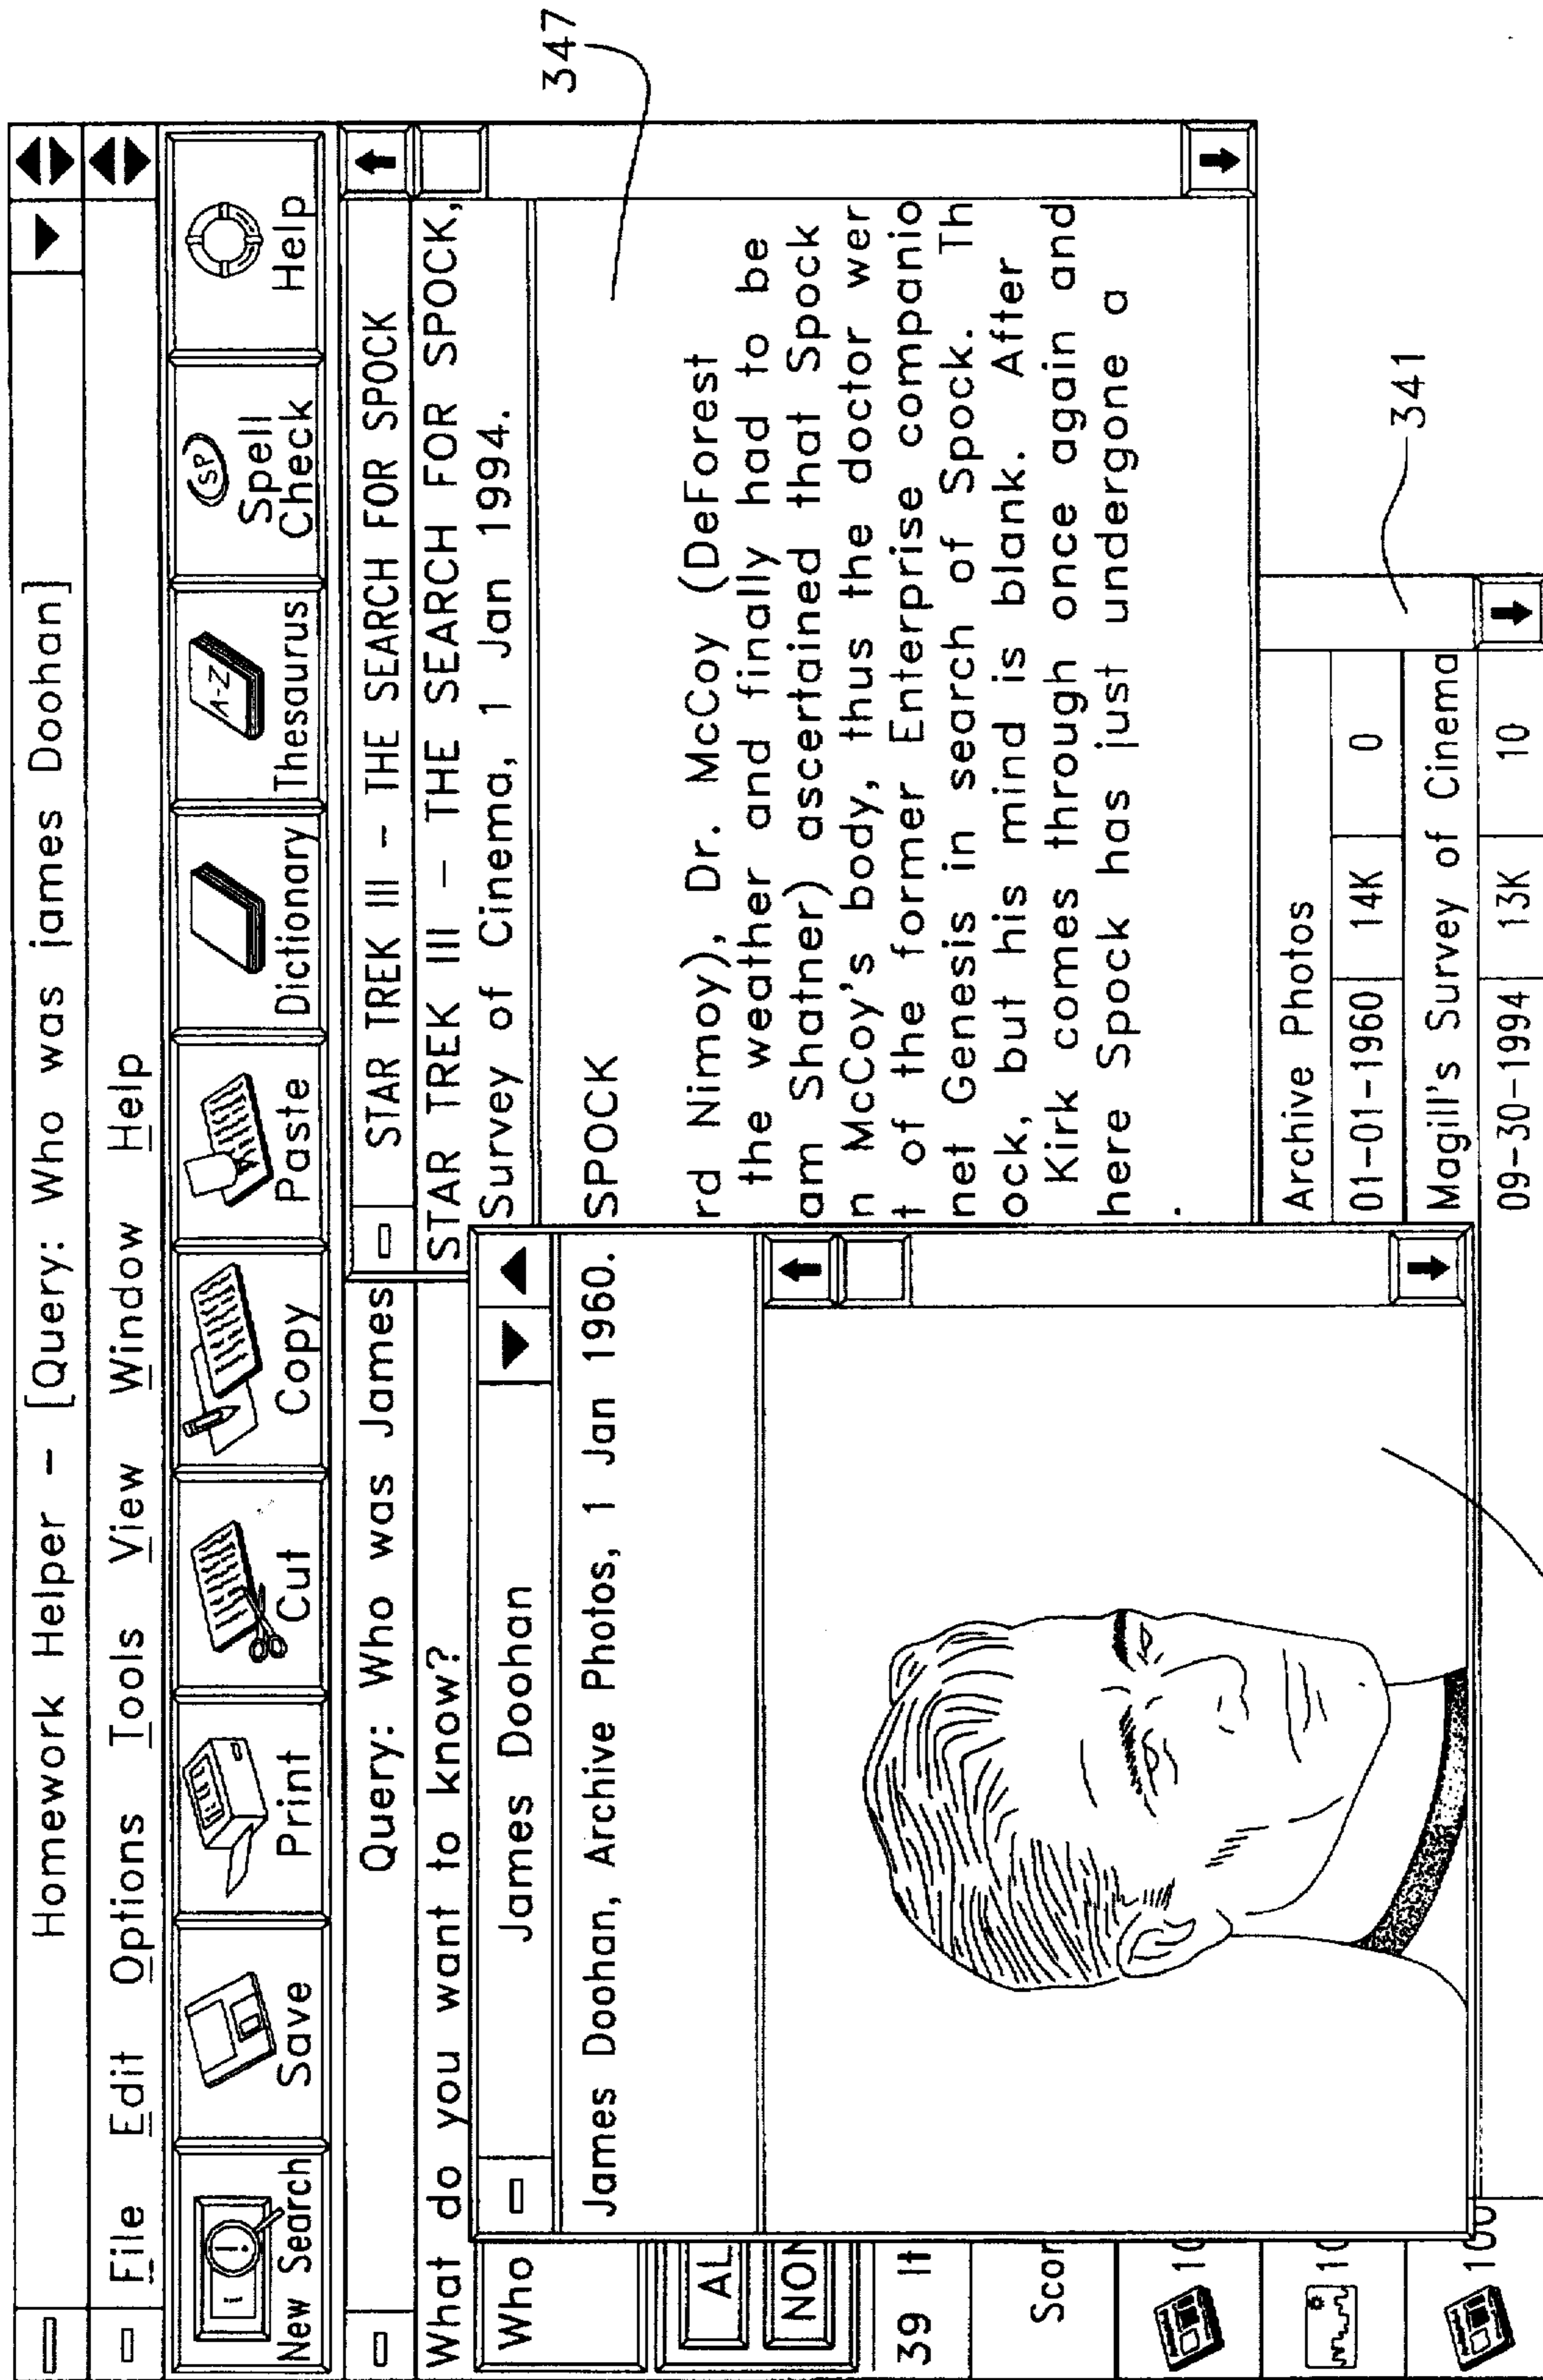 Homework Helper - [Query: Who was james Doohan]
File Edit Options Tools View Window Help
New Search
Save
Print
Cut
Copy
Paste
Dictionary
A-Z
Thesaurus
SP
Spell
Check
Help
Query: Who was James
STAR TREK III - THE SEARCH FOR SPOCK
What do you want to know?
STAR TREK III - THE SEARCH FOR SPOCK,
Survey of Cinema, 1 Jan 1994.
Who
James Doohan
James Doohan, Archive Photos, 1 Jan 1960.
SPOCK
rd Nimoy), Dr. McCoy (DeForest
the weather and finally had to be
am Shatner) ascertained that Spock
n McCoy's body, thus the doctor wer
t of the former Enterprise companio
net Genesis in search of Spock. Th
ock, but his mind is blank. After
Kirk comes through once again and
here Spock has just undergone a
.
AL
NON
39 It
Scor
10
Archive Photos
10
01-01-1960 14K 0
Magill's Survey of Cinema
100
09-30-1994 13K 10
347
341